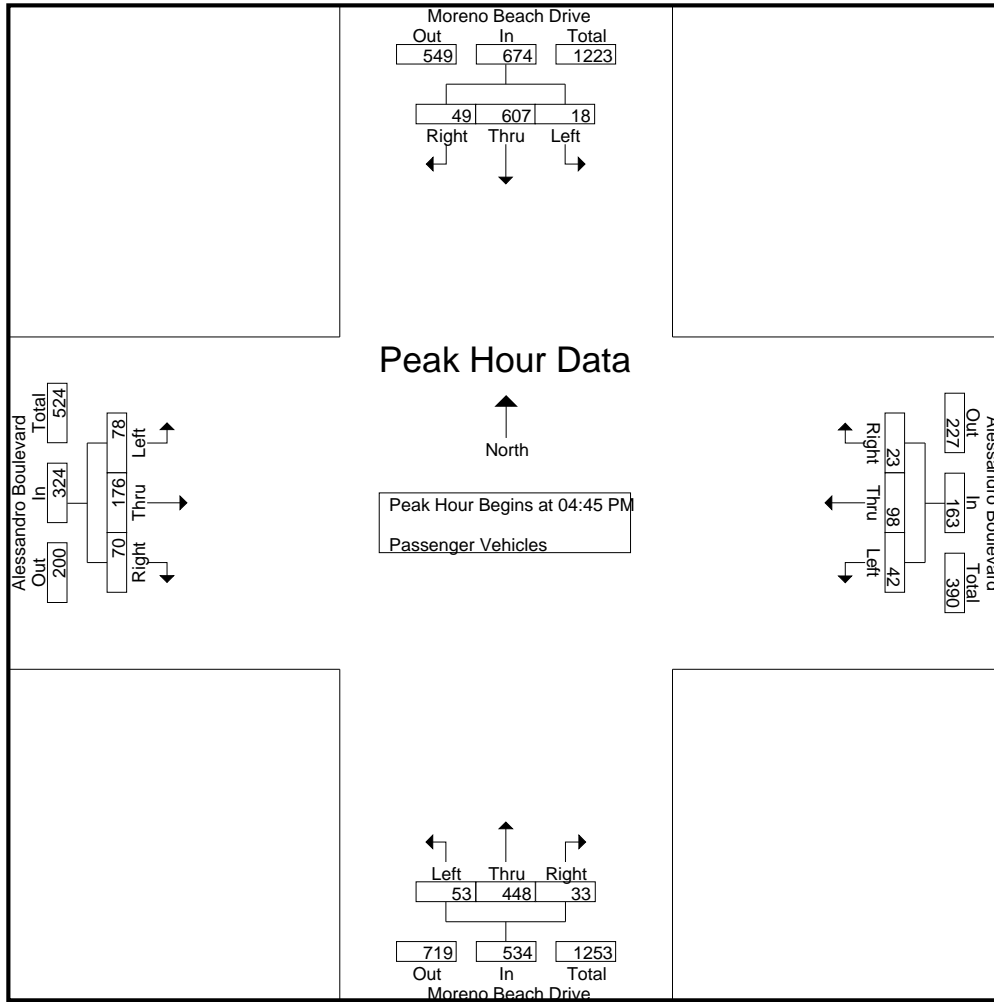 Moreno Beach Drive
Out In Total
549 674 1223
49 607 18
Right Thru Left
Peak Hour Data
North
Peak Hour Begins at 04:45 PM
Passenger Vehicles
Alessandro Boulevard
Total In Out
524 324 200
78 176 70
Left Thru Right
Alessandro Boulevard
Out In Total
227 163 390
23 98 42
Right Thru Left
Left Thru Right
53 448 33
719 534 1253
Out In Total
Moreno Beach Drive